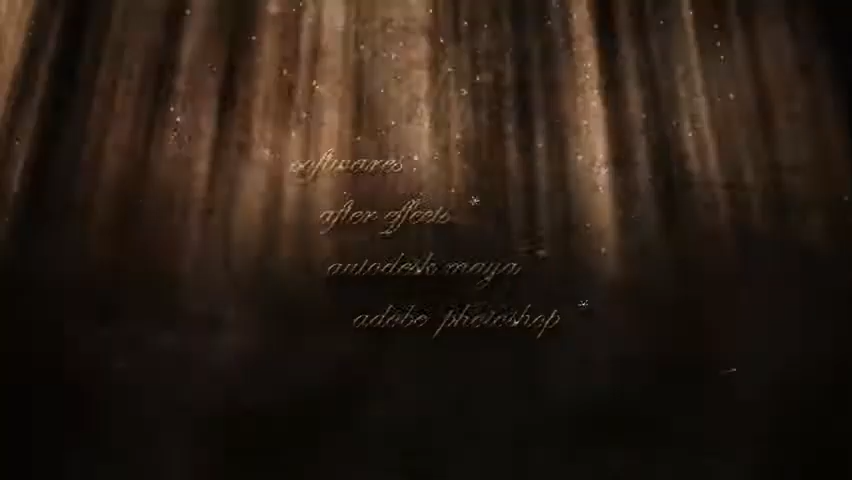 softwares
after effects
autodesk maya
adobe photoshop